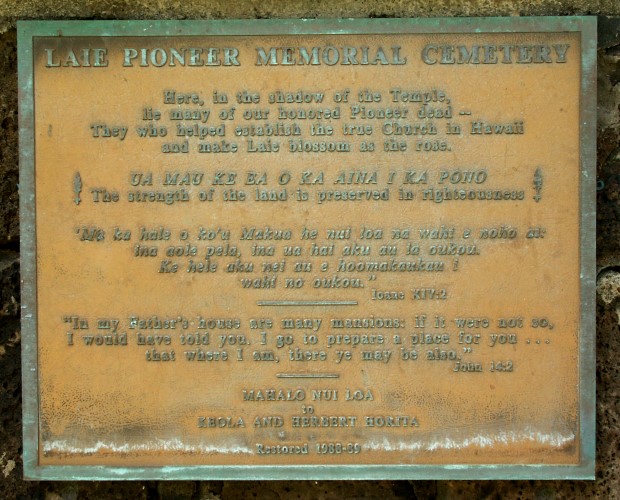 LAIE PIONEER MEMORIAL CEMETERY
Here, in the shadow of the Temple,
lie many of our honored Pioneer dead --
They who helped establish the true Church in Hawaii
and make Laie blossom as the rose.
UA MAU KE EA O KA AINA I KA PONO
The strength of the land is preserved in righteousness
"Ma ka hale o ko'u Makua he nui loa na wahi e noho ai:
Ina aole pela, ina ua hai aku au ia oukou.
Ke hele aku nei au e hoomakaukau i
wahi no oukou."
Ioane XIV:2
"In my Father's house are many mansions: if it were not so,
I would have told you. I go to prepare a place for you ...
that where I am, there ye may be also."
John 14:2
MAHALO NUI LOA
to
KEOLA AND HERBERT HORITA
Restored 1988-89